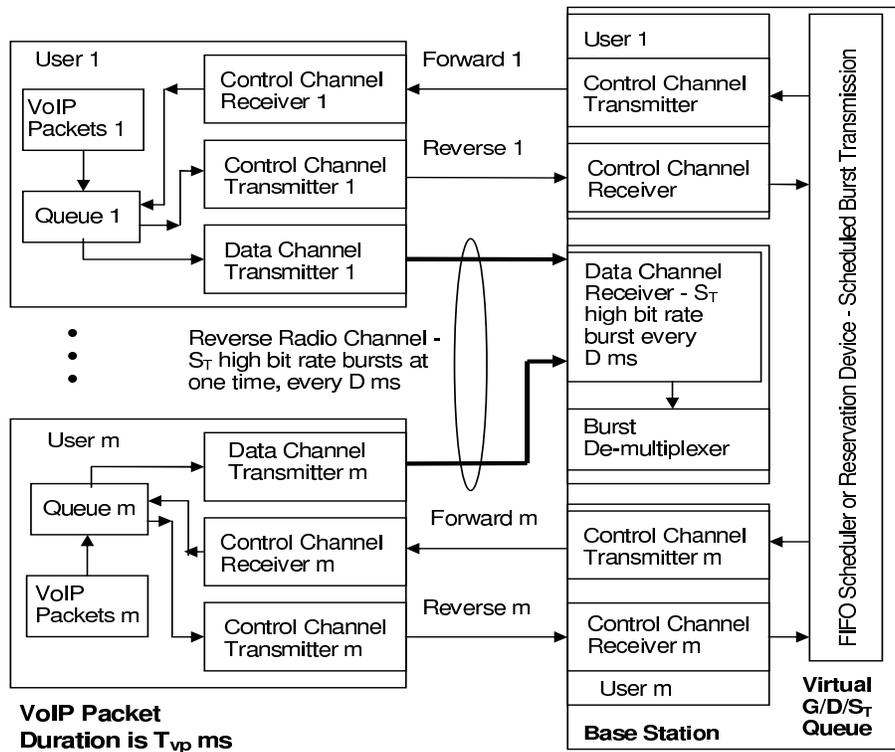 User 1
Control Channel
Receiver 1
VoIP
Packets 1
Control Channel
Transmitter 1
Queue 1
Data Channel
Transmitter 1
Forward 1
Reverse 1
User 1
Control Channel
Transmitter
Control Channel
Receiver
Reverse Radio Channel -
S_T high bit rate bursts at
one time, every D ms
Data Channel
Receiver - S_T
high bit rate
burst every
D ms
Burst
De-multiplexer
User m
Data Channel
Transmitter m
Queue m
Control Channel
Receiver m
VoIP
Packets m
Control Channel
Transmitter m
Forward m
Reverse m
Control Channel
Transmitter m
Control Channel
Receiver m
User m
FIFO Scheduler or Reservation Device - Scheduled Burst Transmission
VoIP Packet
Duration is T_vp ms
Base Station
Virtual
G/D/S_T
Queue